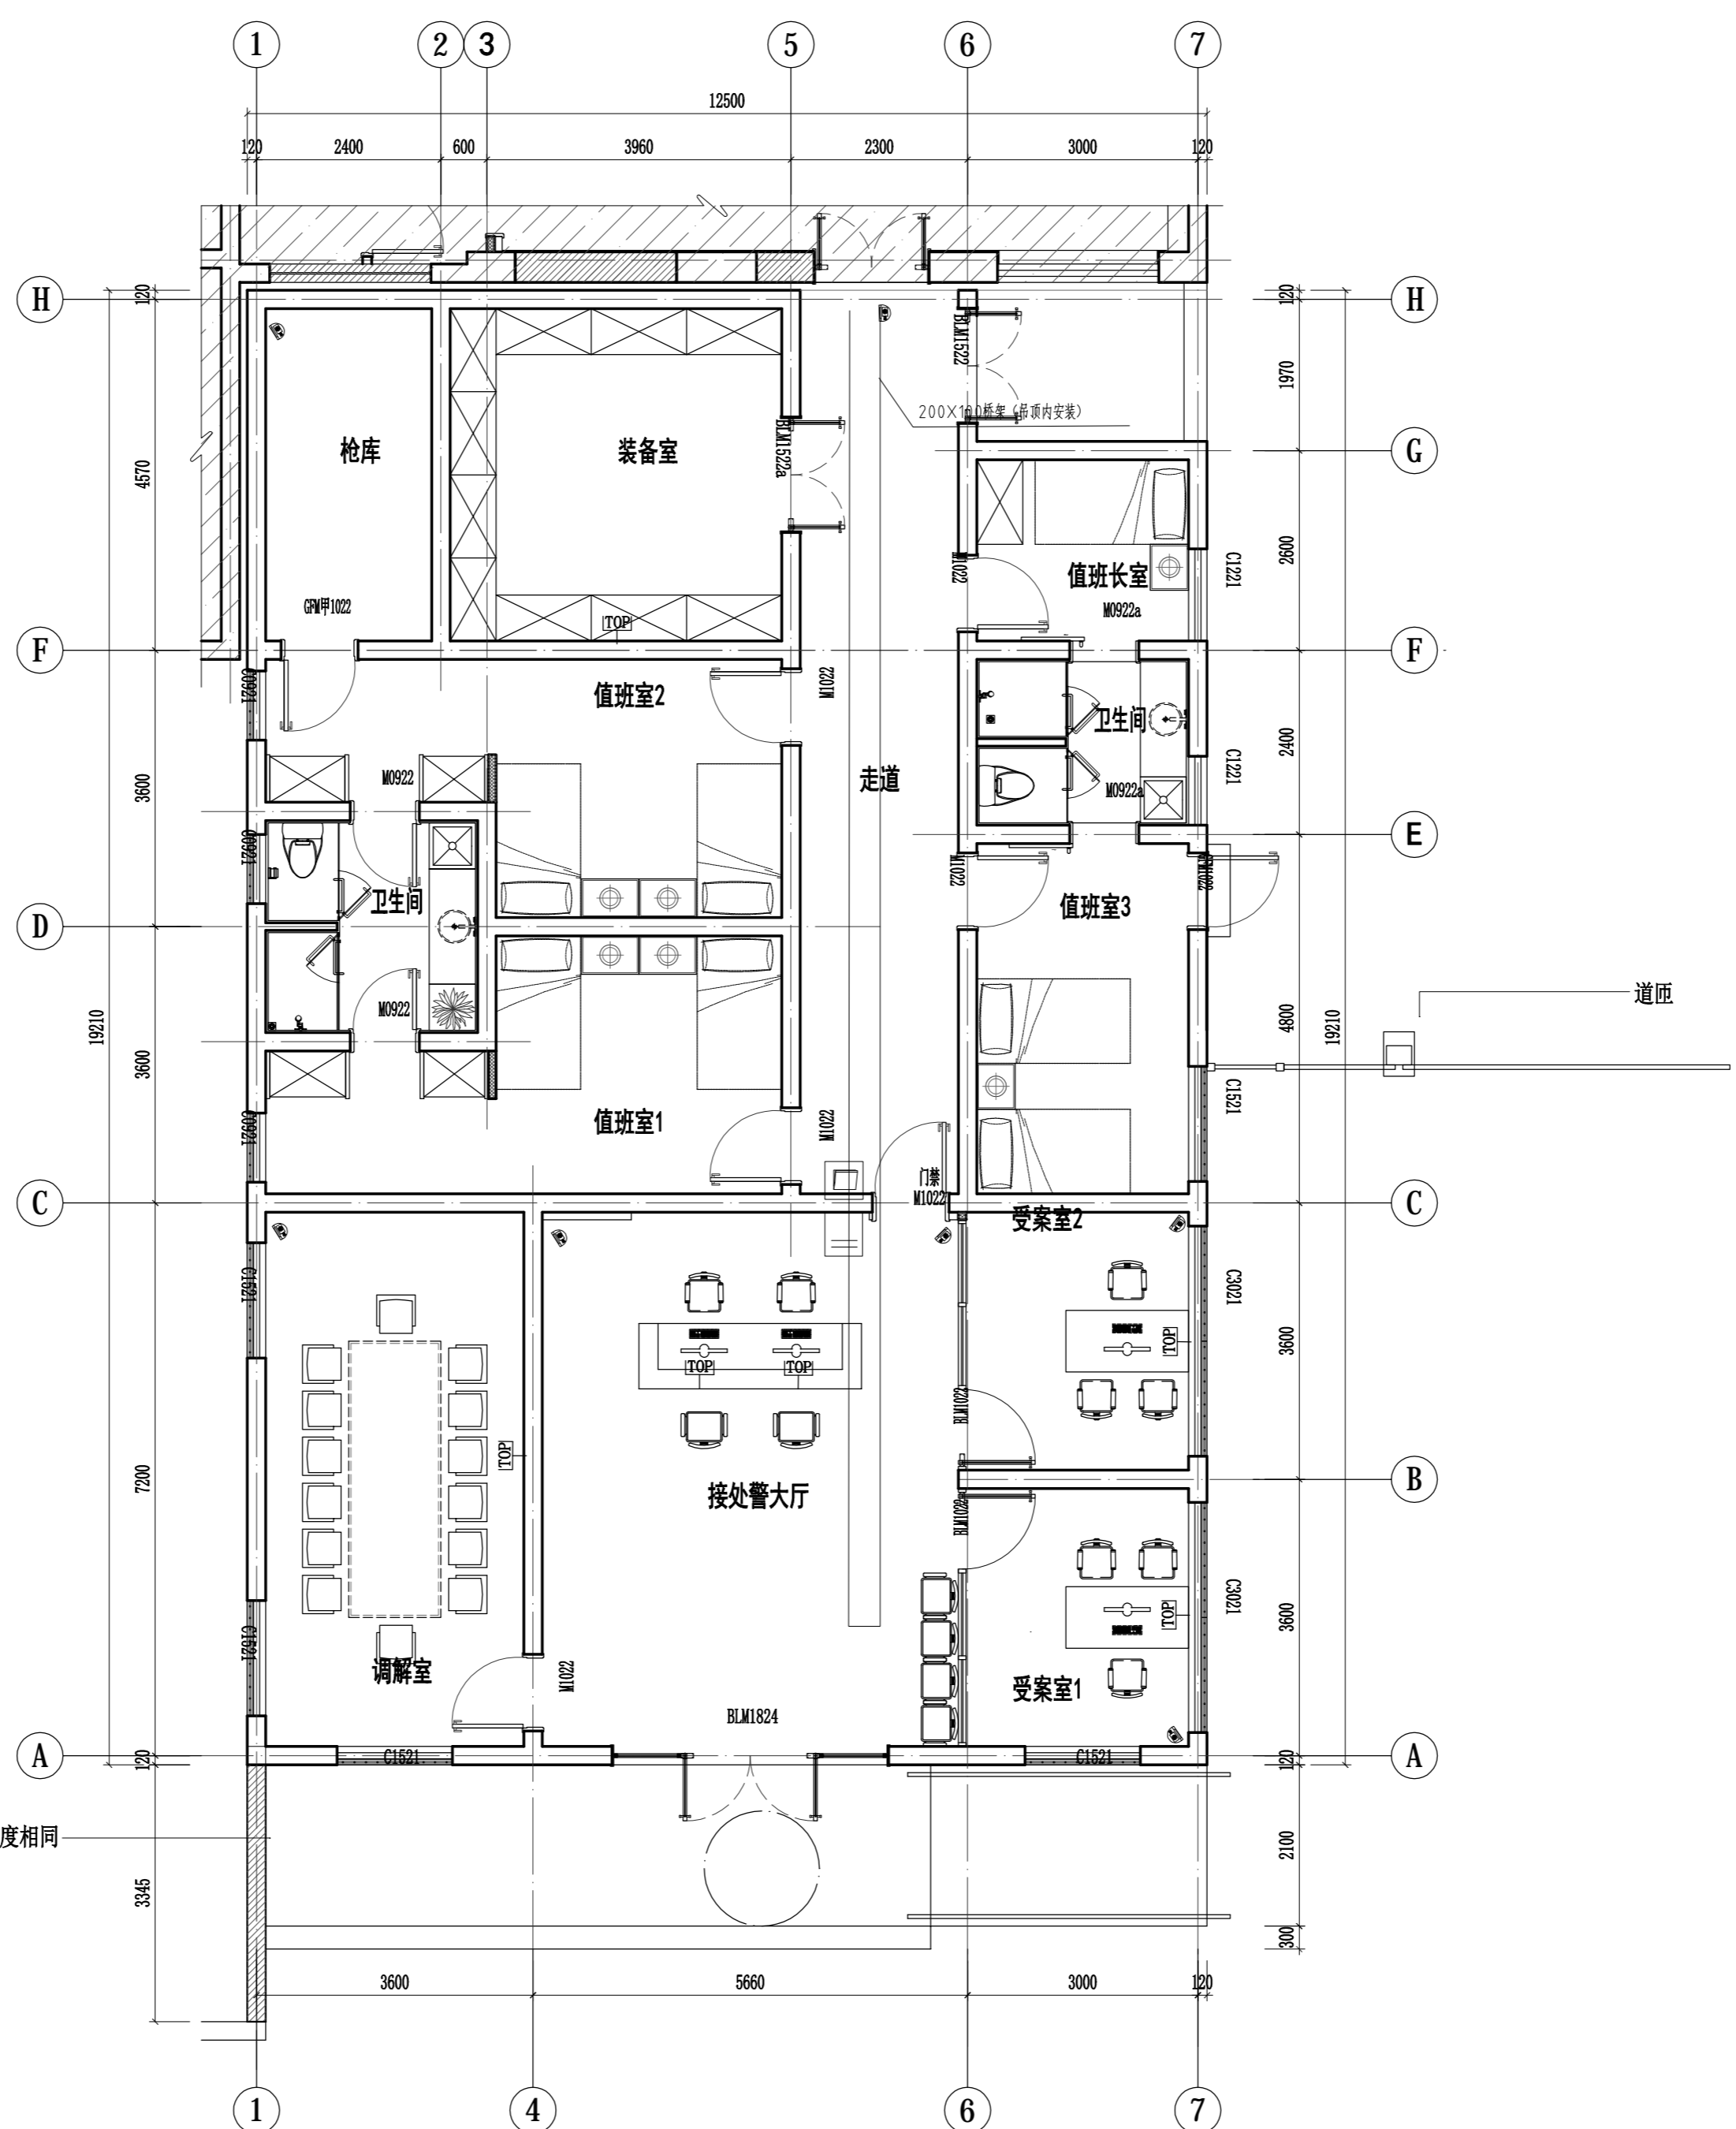 1 2 3 5 6 7
12500
120 2400 600 3960 2300 3000 120
H 120 120 H
BLM1522
1970
200X100桥架（吊顶内安装）
BLM1522a
G
枪库 装备室
4570
2600
M1022 值班长室 C1221
GFM甲1022 M0922a
TOP
F F
C0921 值班室2 M1022
卫生间
2400
M0922 走道 M0922a C1221
3600
E E
C0921
M1022
卫生间 值班室3
D
道匝
M0922
19210 4800 19210
3600
C1521
C0921 值班室1 M1022
门禁
M1022
C C
受案室2
C1521 C3021
TOP
TOP TOP
3600
BLM1022
TOP
7200 B
接处警大厅
BLM1022
TOP C3021
3600
C1521
调解室 M1022 受案室1
BLM1824
A 120 C1521 C1521 120 A
度相同
2100
3345
300
3600 5660 3000 120
1 4 6 7